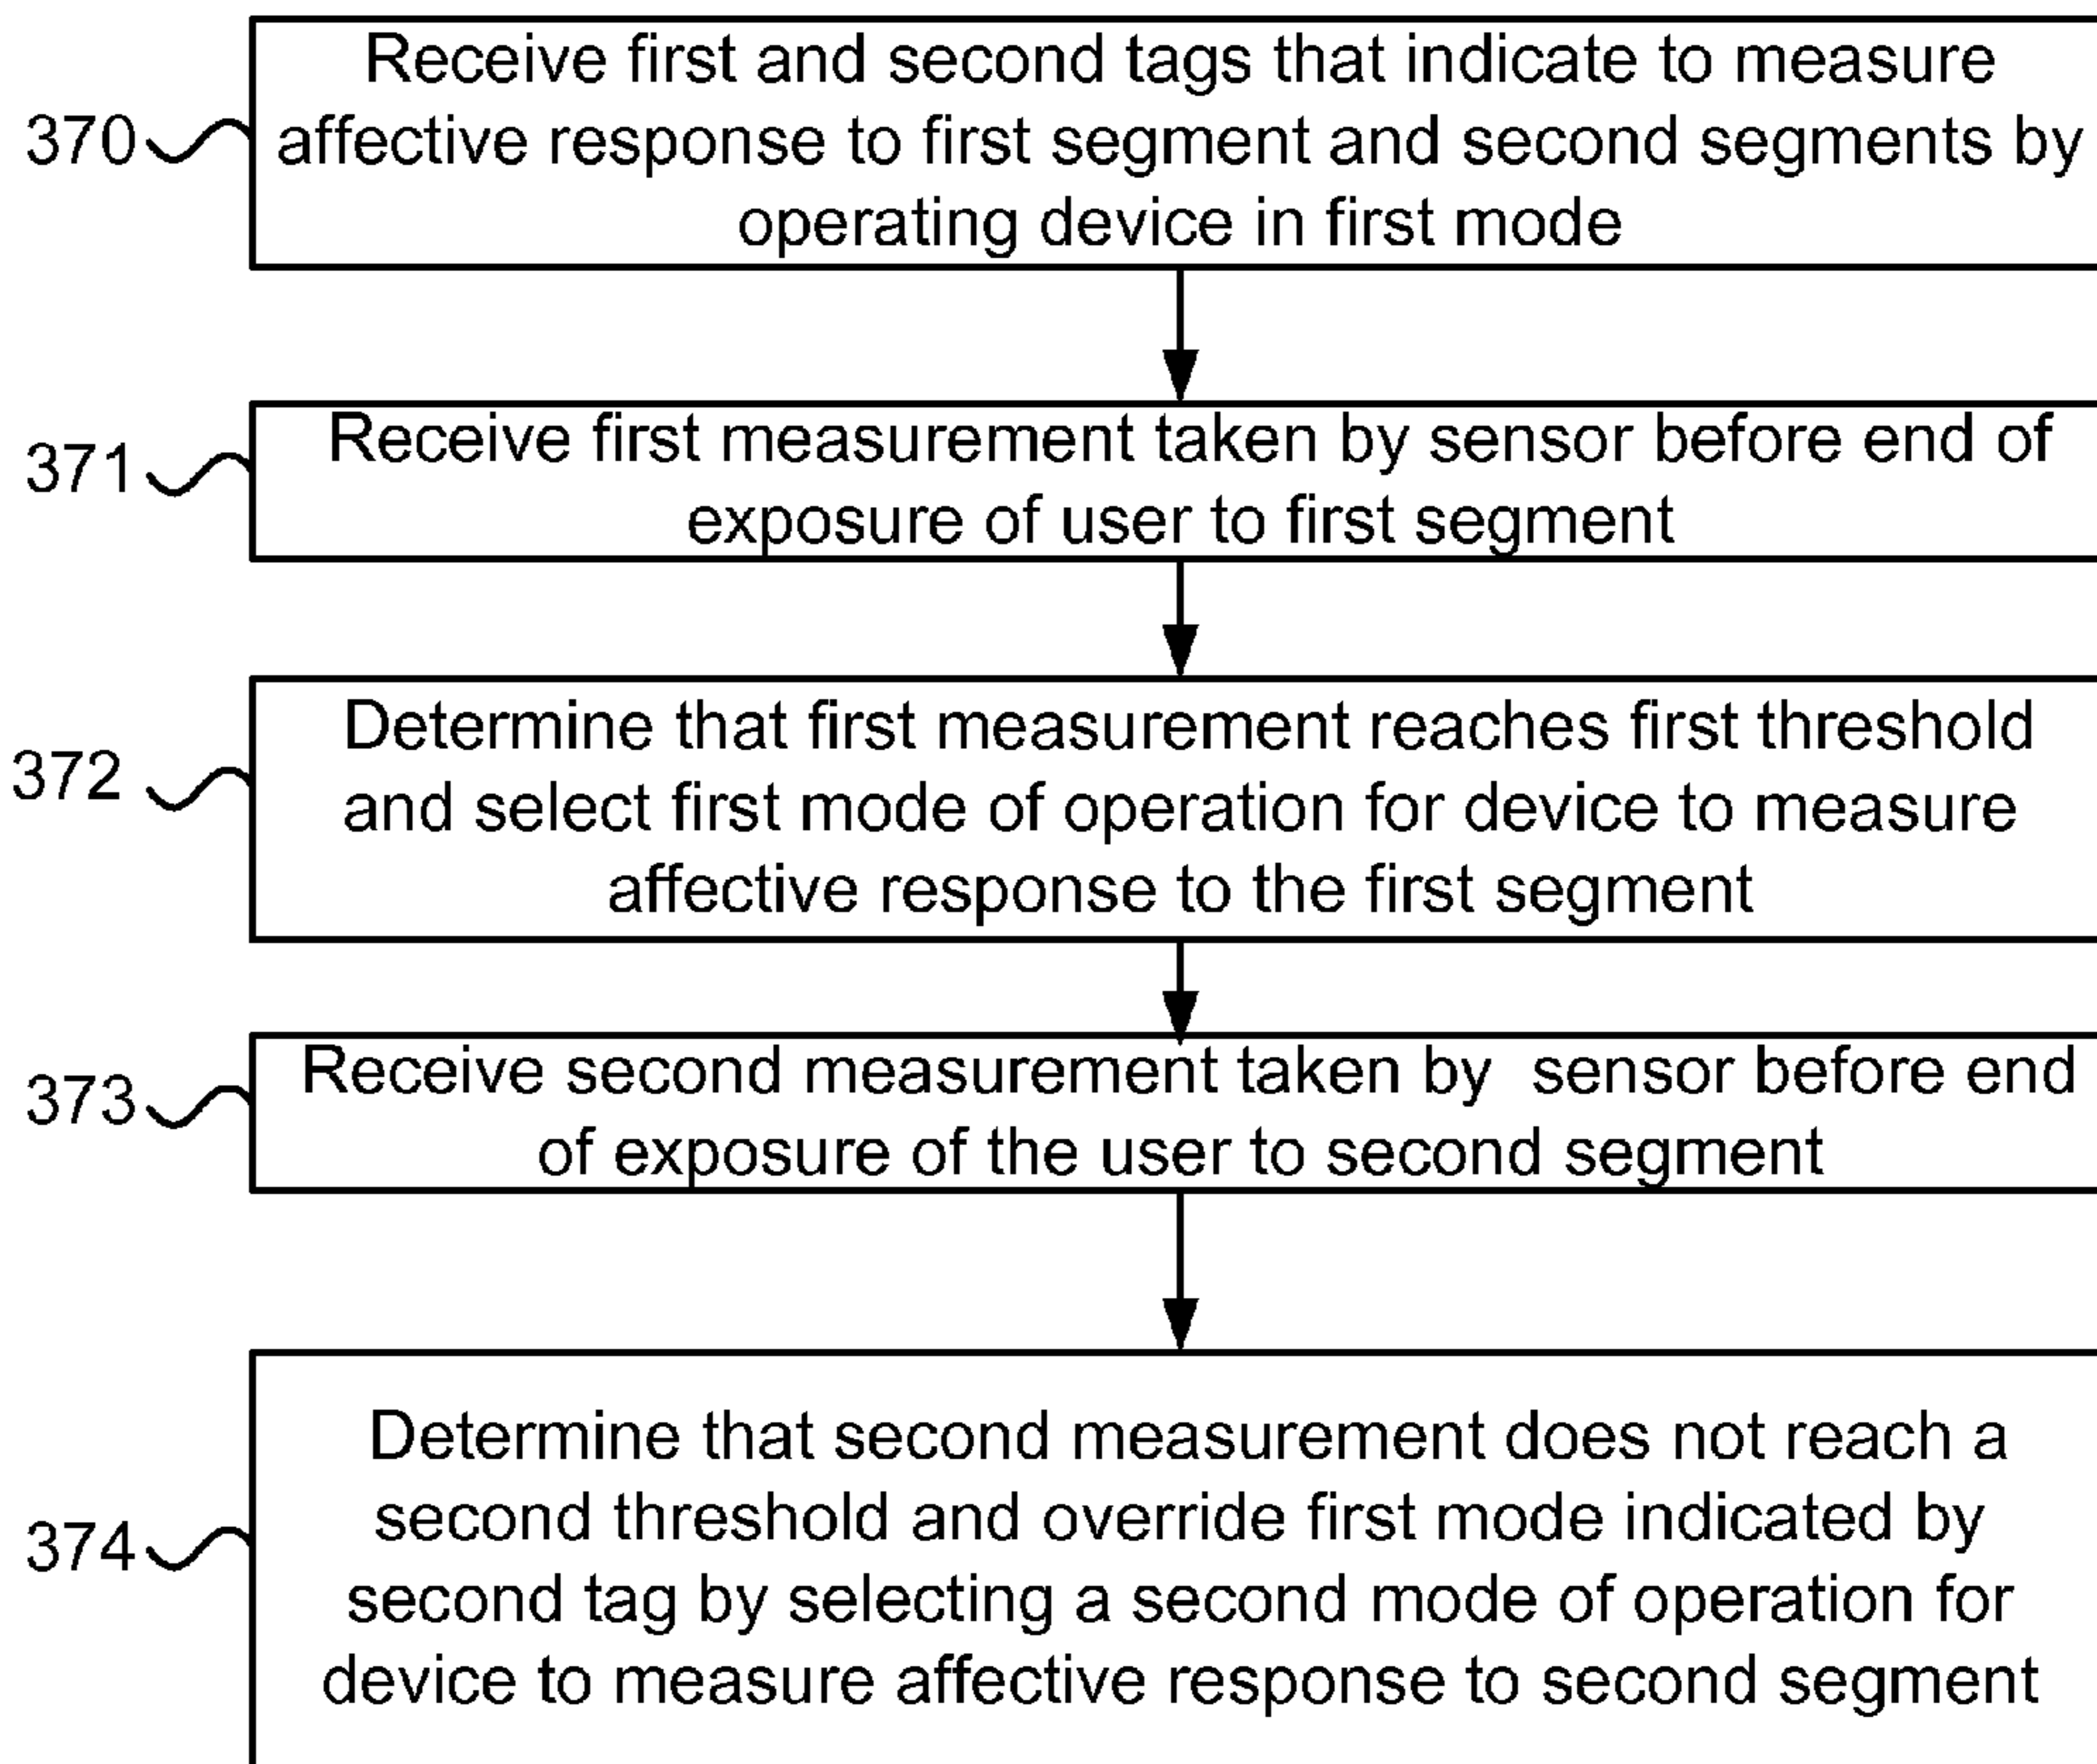 Receive first and second tags that indicate to measure
370
affective response to first segment and second segments by
operating device in first mode
Receive first measurement taken by sensor before end of
371
exposure of user to first segment
Determine that first measurement reaches first threshold
372
and select first mode of operation for device to measure
affective response to the first segment
Receive second measurement taken by sensor before end
373
of exposure of the user to second segment
Determine that second measurement does not reach a
second threshold and override first mode indicated by
374
second tag by selecting a second mode of operation for
device to measure affective response to second segment